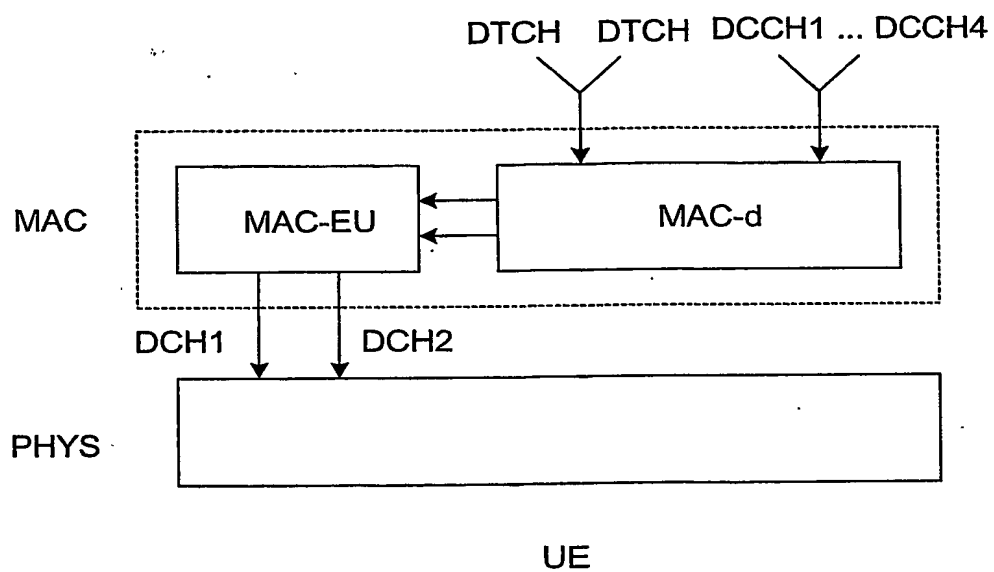 DTCH DTCH DCCH1 ... DCCH4
MAC
MAC-EU
MAC-d
DCH1
DCH2
PHYS
UE